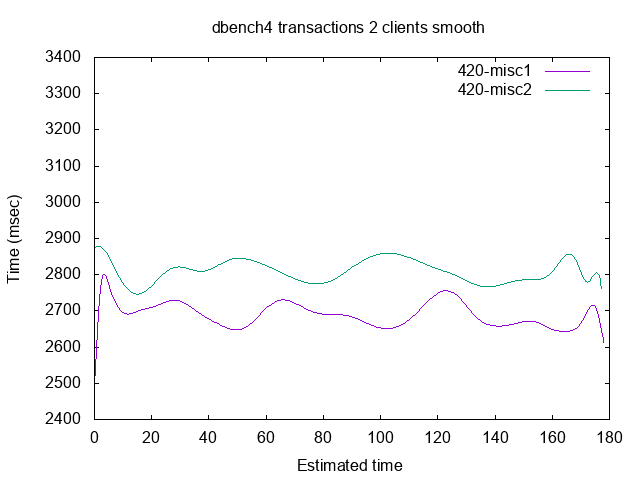 dbench4 transactions 2 clients smooth
420-misc1
420-misc2
3400
3300
3200
3100
3000
2900
2800
2700
2600
2500
2400
Time (msec)
0 20 40 60 80 100 120 140 160 180
Estimated time